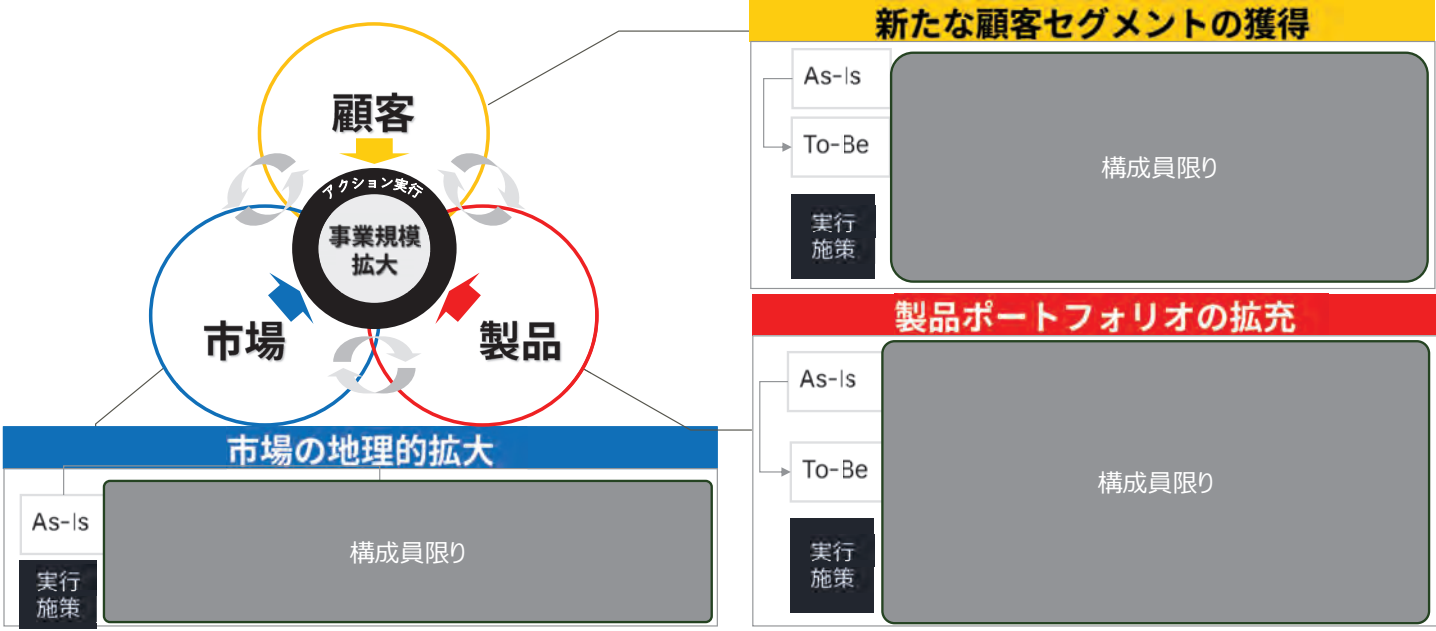 顧客
アクション実行
事業規模
拡大
市場
製品
新たな顧客セグメントの獲得
As-Is
To-Be
実行
施策
構成員限り
製品ポートフォリオの拡充
As-Is
To-Be
実行
施策
構成員限り
市場の地理的拡大
As-Is
実行
施策
構成員限り